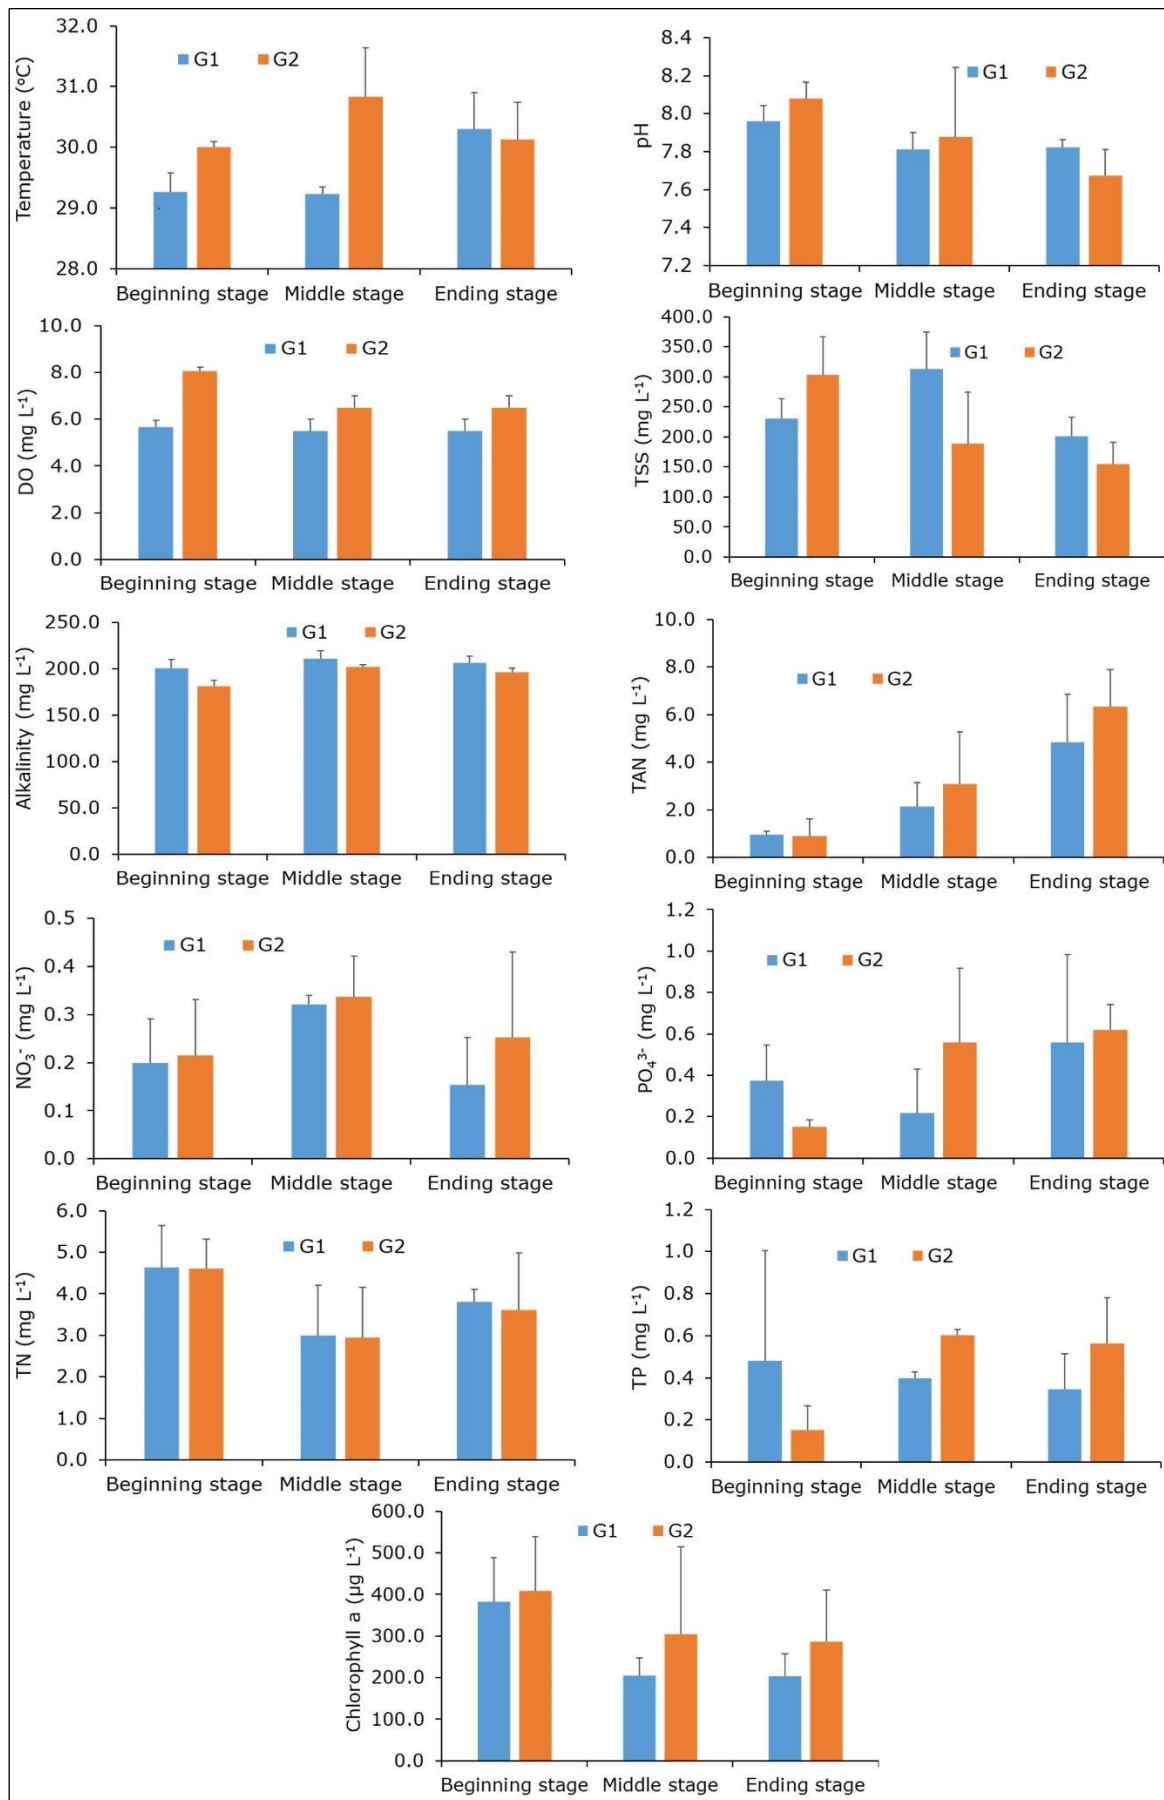 Temperature (°C)
G1 G2
32.0
31.0
30.0
29.0
28.0
Beginning stage Middle stage Ending stage
pH
G1 G2
8.4
8.2
8.0
7.8
7.6
7.4
7.2
Beginning stage Middle stage Ending stage
DO (mg L⁻¹)
G1 G2
10.0
8.0
6.0
4.0
2.0
0.0
Beginning stage Middle stage Ending stage
TSS (mg L⁻¹)
G1 G2
400.0
350.0
300.0
250.0
200.0
150.0
100.0
50.0
0.0
Beginning stage Middle stage Ending stage
Alkalinity (mg L⁻¹)
G1 G2
250.0
200.0
150.0
100.0
50.0
0.0
Beginning stage Middle stage Ending stage
TAN (mg L⁻¹)
G1 G2
10.0
8.0
6.0
4.0
2.0
0.0
Beginning stage Middle stage Ending stage
NO₃⁻ (mg L⁻¹)
G1 G2
0.5
0.4
0.3
0.2
0.1
0.0
Beginning stage Middle stage Ending stage
PO₄³⁻ (mg L⁻¹)
G1 G2
1.2
1.0
0.8
0.6
0.4
0.2
0.0
Beginning stage Middle stage Ending stage
TN (mg L⁻¹)
G1 G2
6.0
5.0
4.0
3.0
2.0
1.0
0.0
Beginning stage Middle stage Ending stage
TP (mg L⁻¹)
G1 G2
1.2
1.0
0.8
0.6
0.4
0.2
0.0
Beginning stage Middle stage Ending stage
Chlorophyll a (µg L⁻¹)
G1 G2
600.0
500.0
400.0
300.0
200.0
100.0
0.0
Beginning stage Middle stage Ending stage